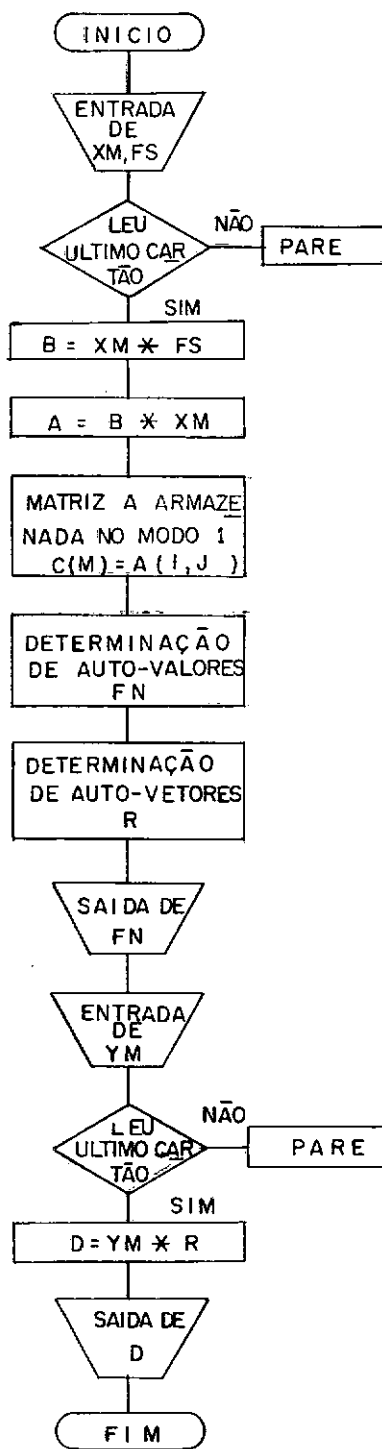 INICIO
ENTRADA
DE
XM, FS
LEU
ULTIMO CAR
TÃO
NÃO
PARE
SIM
B = XM * FS
A = B * XM
MATRIZ A ARMAZE
NADA NO MODO 1
C(M) = A(I,J)
DETERMINAÇÃO
DE AUTO-VALORES
FN
DETERMINAÇÃO
DE AUTO-VETORES
R
SAIDA DE
FN
ENTRADA
DE
YM
LEU
ULTIMO CAR
TÃO
NÃO
PARE
SIM
D = YM * R
SAIDA DE
D
FIM